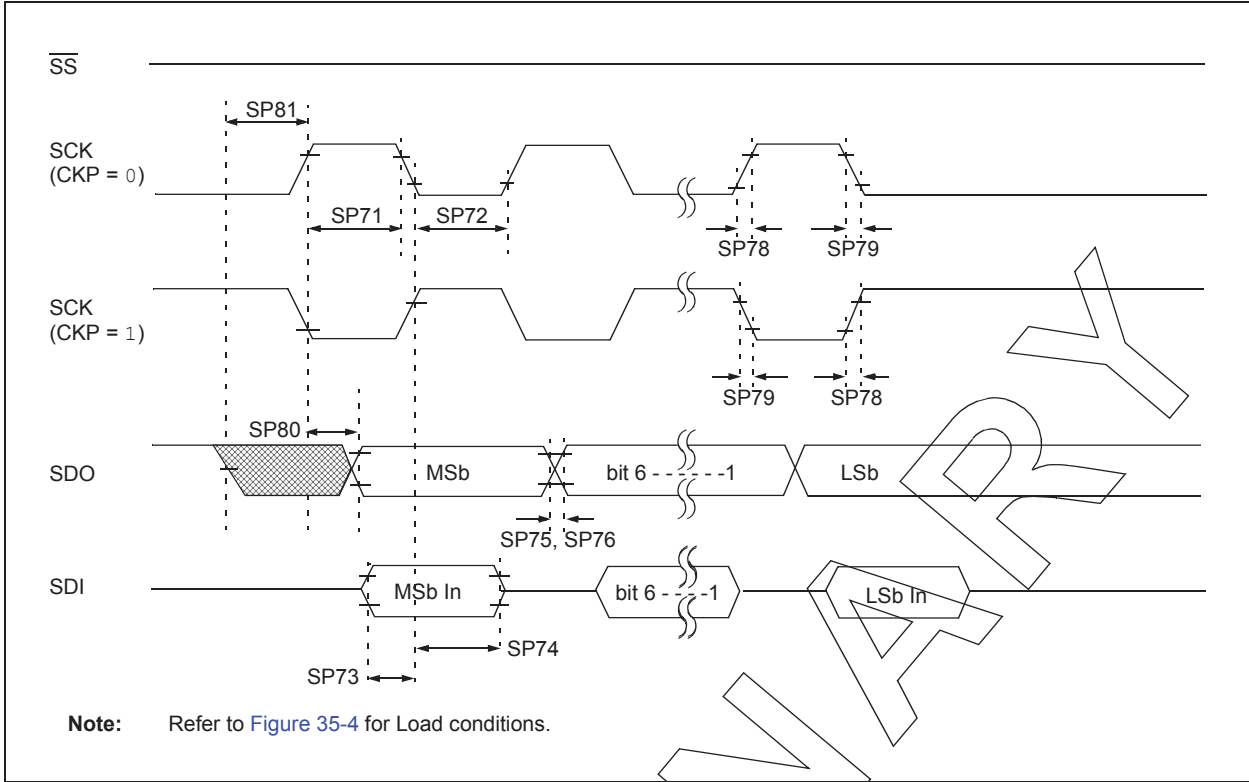 SS
SP81
SCK
(CKP = 0)
SP71 SP72
SP78 SP79
SCK
(CKP = 1)
SP79 SP78
SP80
SDO MSb bit 6 - - - - - -1 LSb
SP75, SP76
SDI MSb In bit 6 - - - - -1 LSb In
SP74
SP73
Note: Refer to Figure 35-4 for Load conditions.
VARY